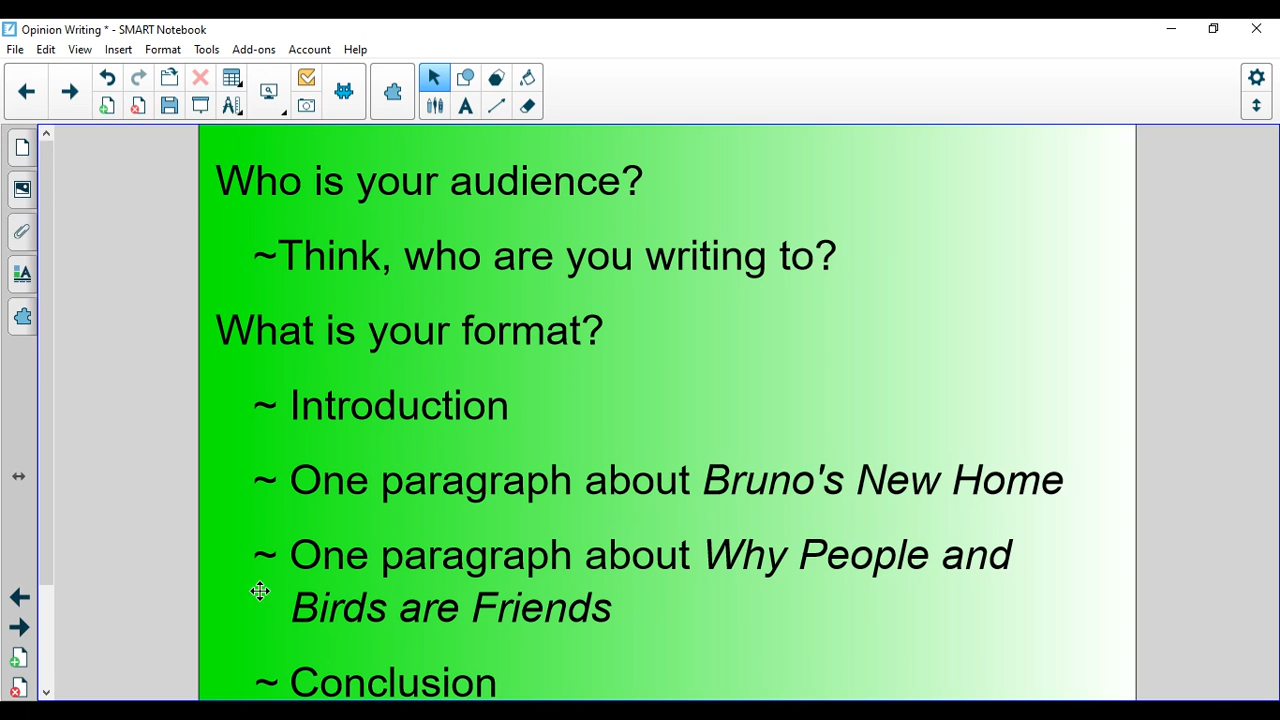 Opinion Writing * - SMART Notebook
File Edit View Insert Format Tools Add-ons Account Help
Who is your audience?
~Think, who are you writing to?
What is your format?
~ Introduction
~ One paragraph about Bruno's New Home
~ One paragraph about Why People and
Birds are Friends
~ Conclusion